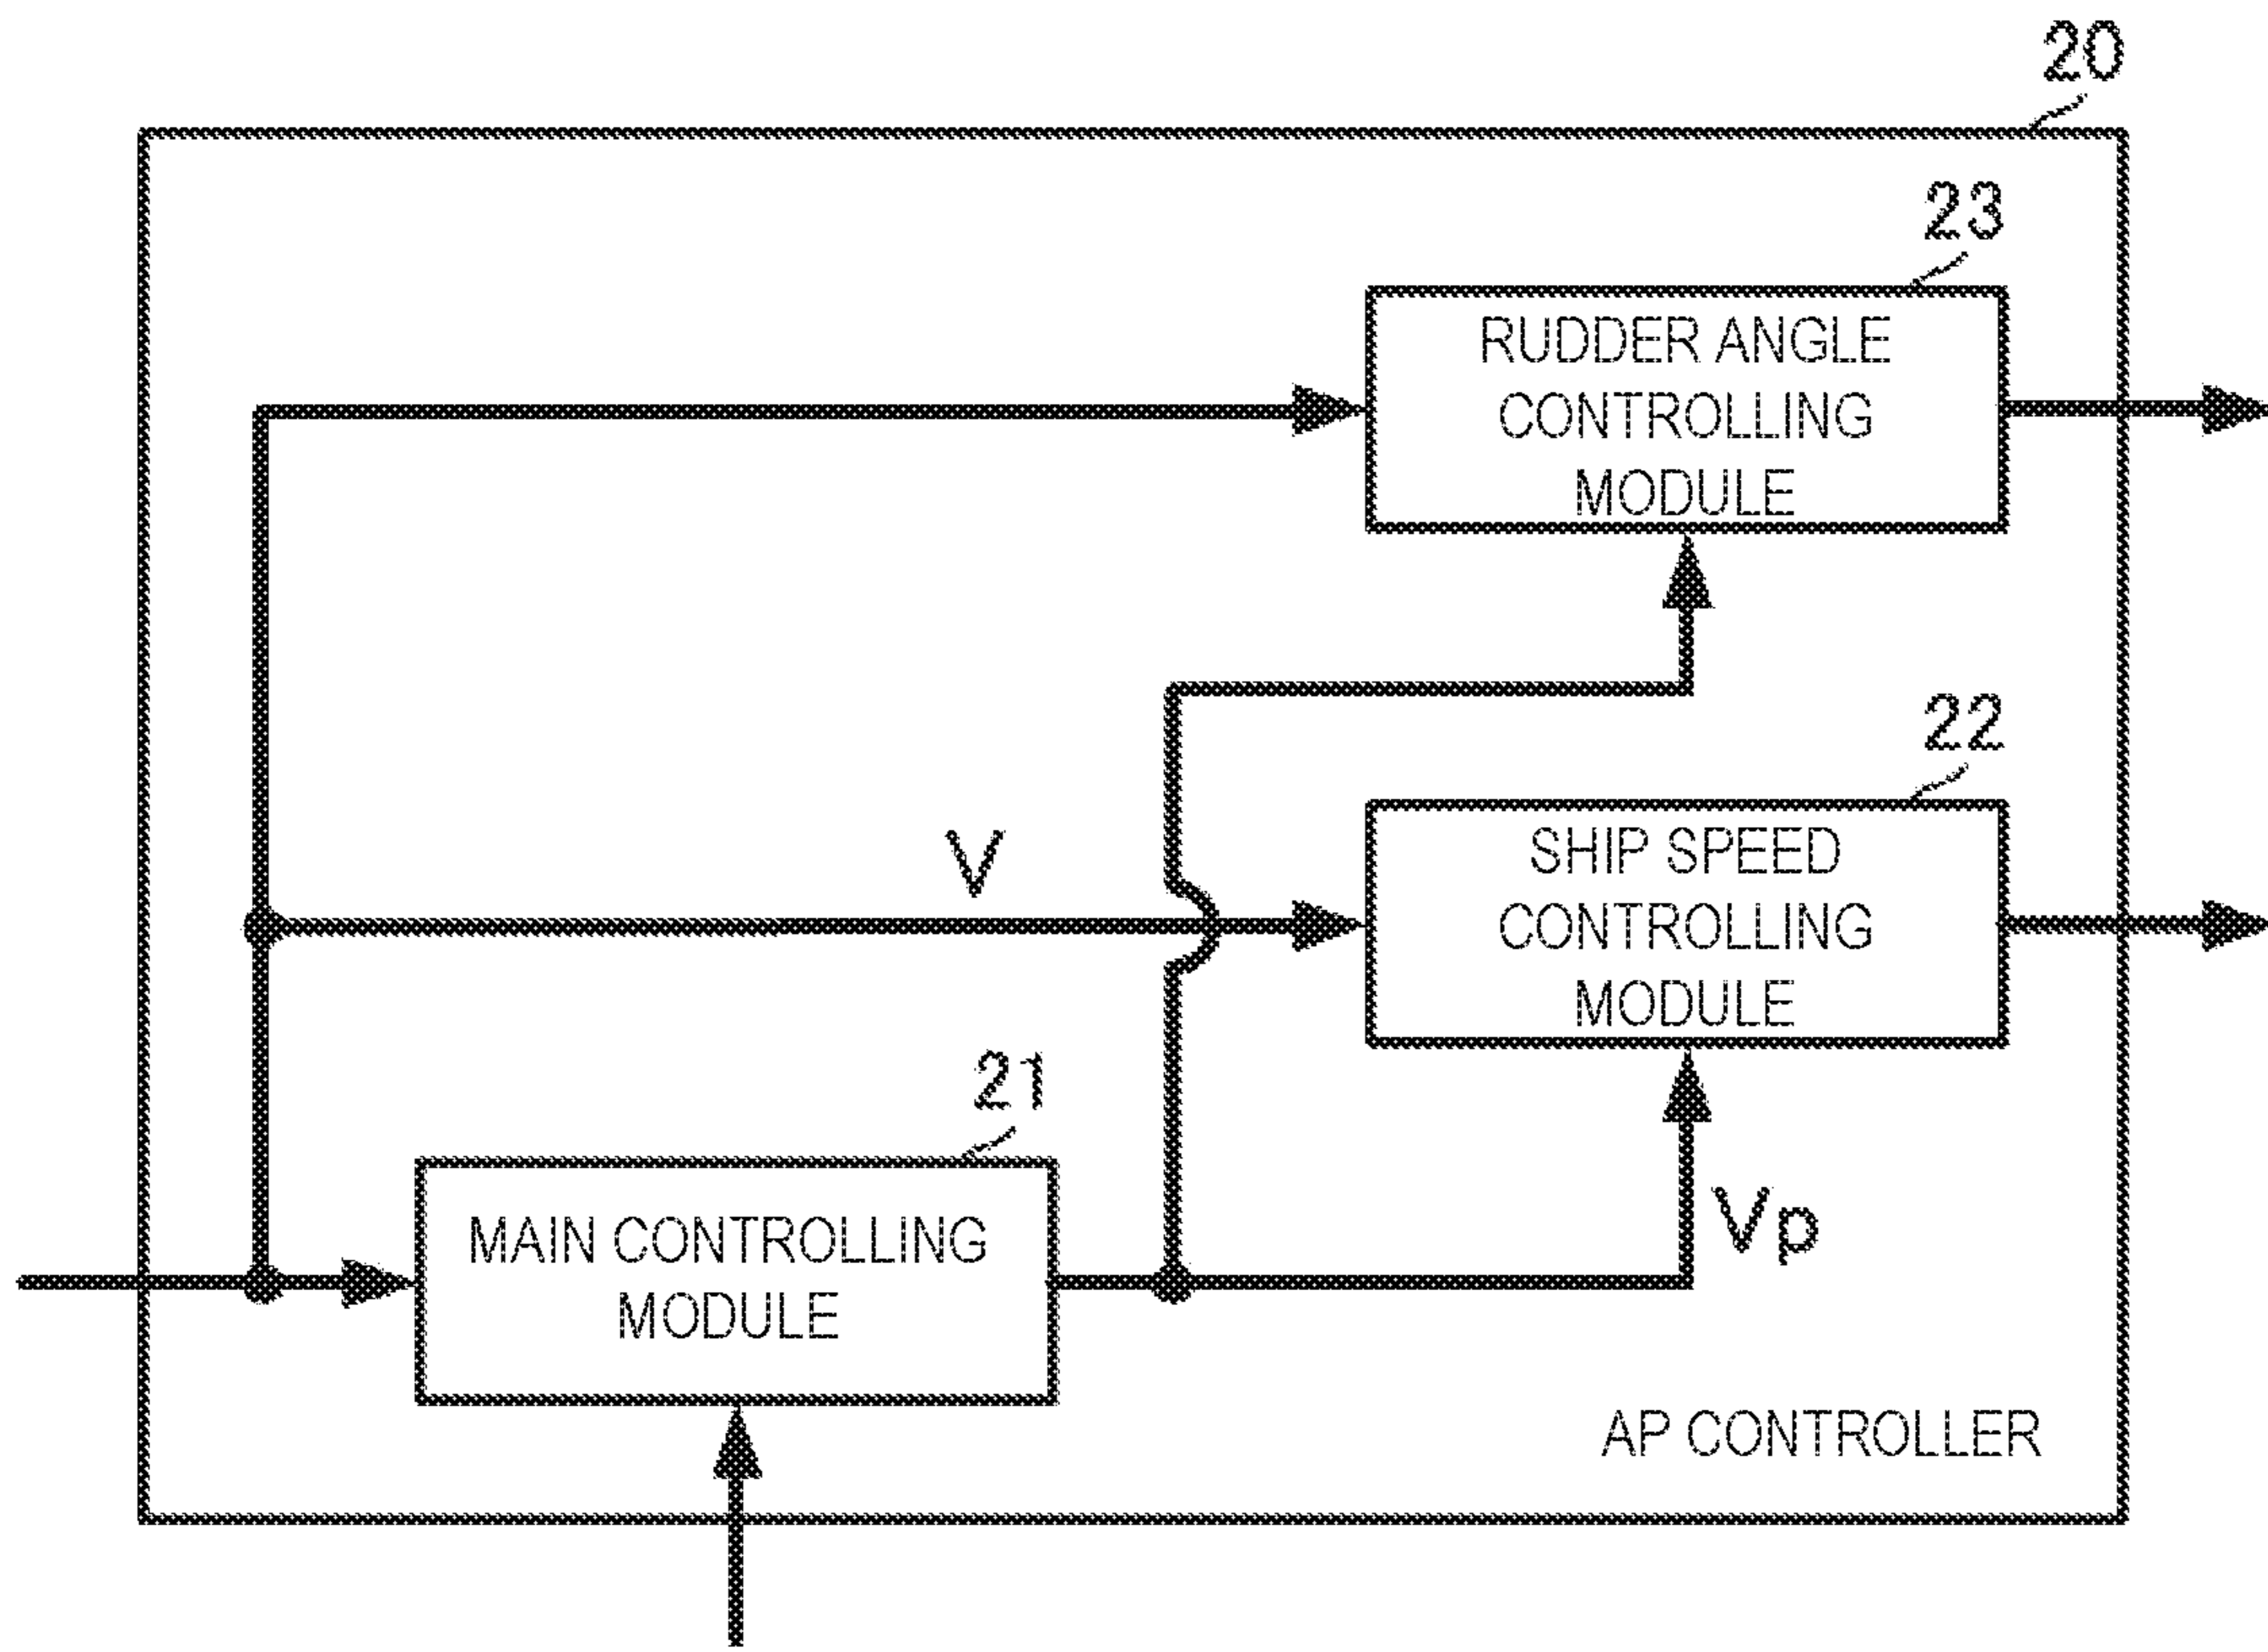 20
23
RUDDER ANGLE
CONTROLLING
MODULE
22
V
SHIP SPEED
CONTROLLING
MODULE
21
Vp
MAIN CONTROLLING
MODULE
AP CONTROLLER